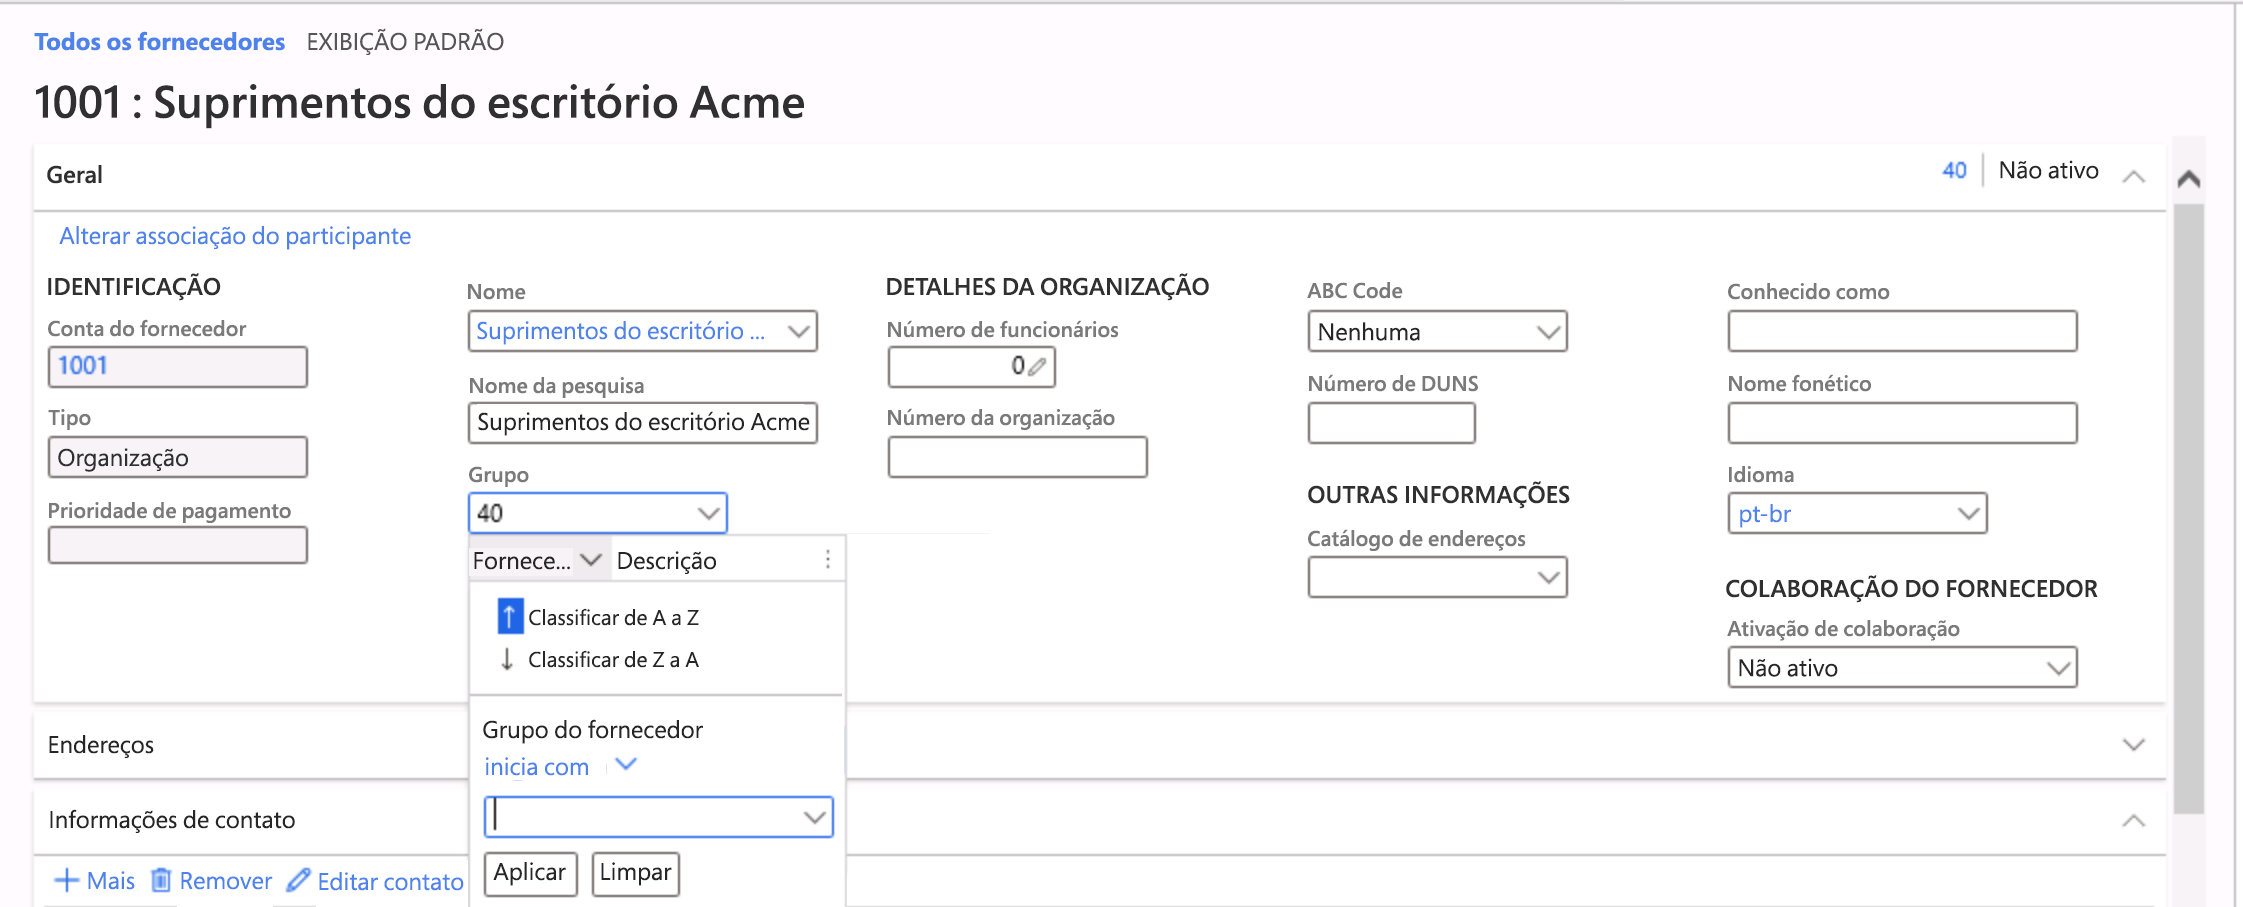 Todos os fornecedores EXIBIÇÃO PADRÃO
1001 : Suprimentos do escritório Acme
Geral
40 Não ativo
Alterar associação do participante
IDENTIFICAÇÃO
Conta do fornecedor
1001
Tipo
Organização
Prioridade de pagamento
Nome
Suprimentos do escritório ...
Nome da pesquisa
Suprimentos do escritório Acme
Grupo
40
Fornece... Descrição
Classificar de A a Z
Classificar de Z a A
Grupo do fornecedor
inicia com
Aplicar Limpar
DETALHES DA ORGANIZAÇÃO
Número de funcionários
0
Número da organização
ABC Code
Nenhuma
Número de DUNS
OUTRAS INFORMAÇÕES
Catálogo de endereços
Conhecido como
Nome fonético
Idioma
pt-br
COLABORAÇÃO DO FORNECEDOR
Ativação de colaboração
Não ativo
Endereços
Informações de contato
Mais Remover Editar contato